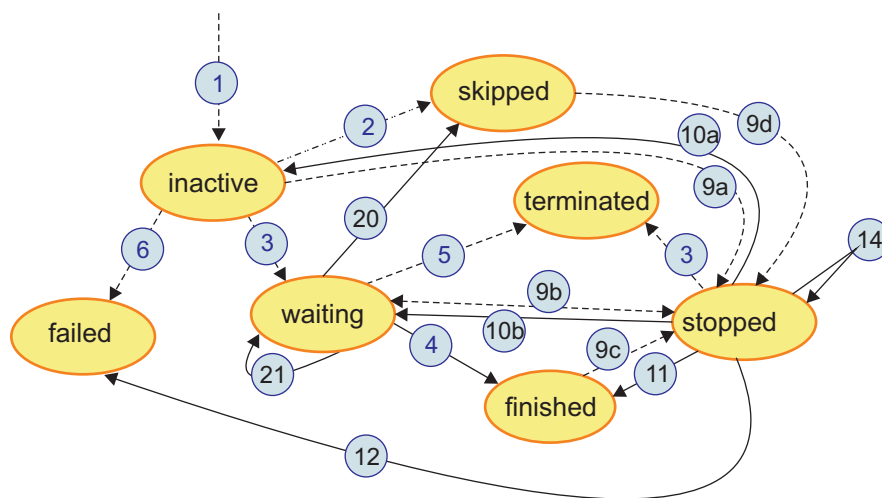 1
skipped
2
10a
9d
inactive
9a
terminated
20
14
6
3
5
3
9b
failed
waiting
stopped
10b
4
9c
21
11
finished
12